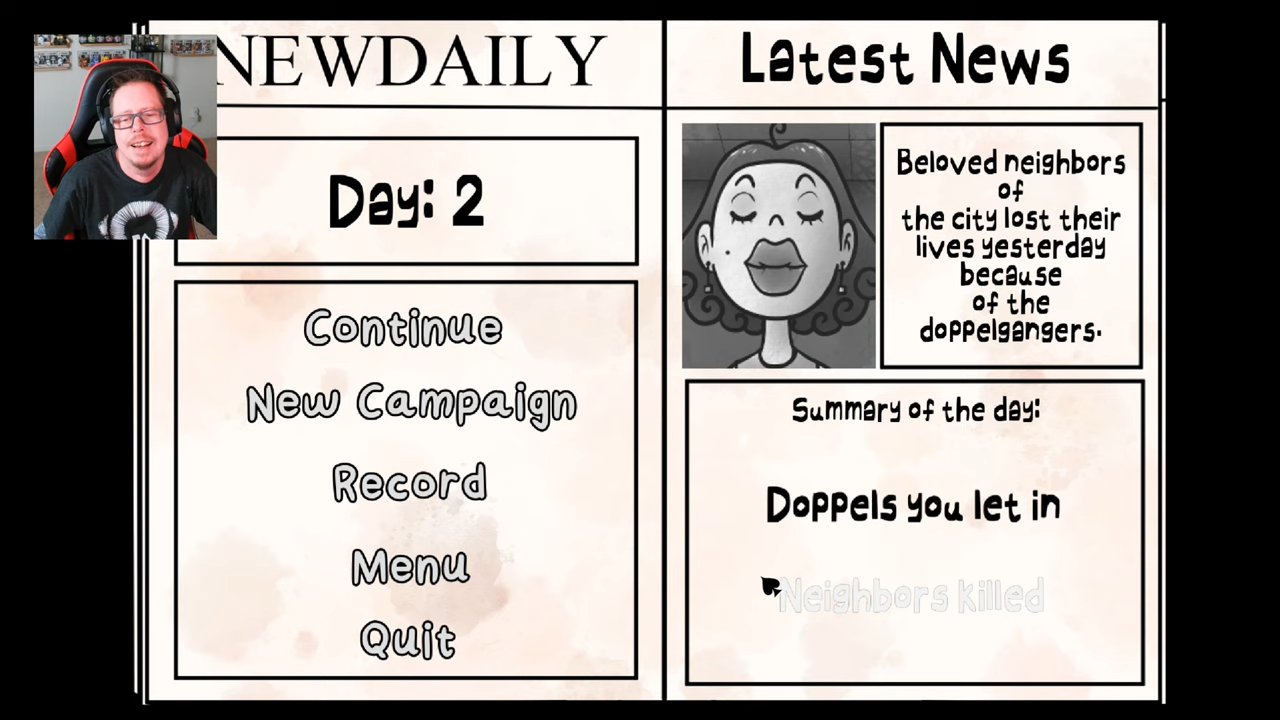 NEWDAILY
Day: 2
Continue
New Campaign
Record
Menu
Quit
Latest News
Beloved neighbors
of
the city lost their
lives yesterday
because
of the
doppelgangers.
Summary of the day:
Doppels you let in
Neighbors killed